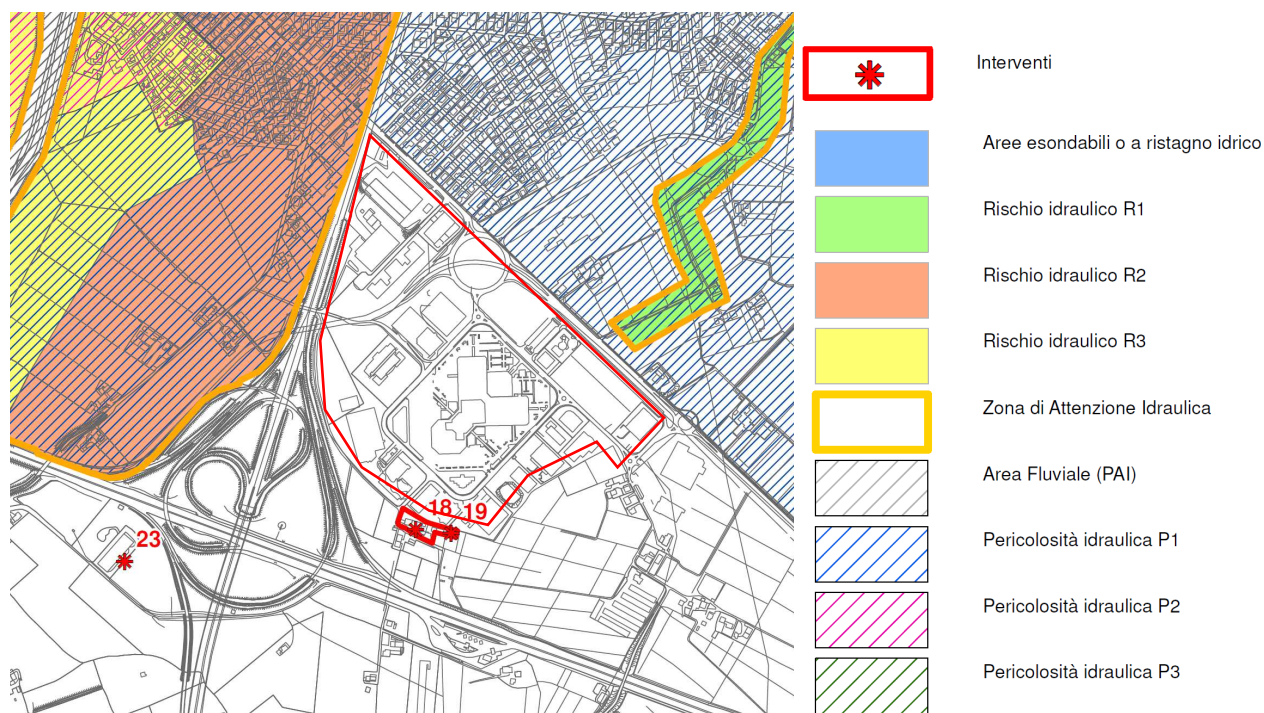 Interventi
Aree esondabili o a ristagno idrico
Rischio idraulico R1
Rischio idraulico R2
Rischio idraulico R3
Zona di Attenzione Idraulica
Area Fluviale (PAI)
Pericolosità idraulica P1
Pericolosità idraulica P2
Pericolosità idraulica P3
18 19
23